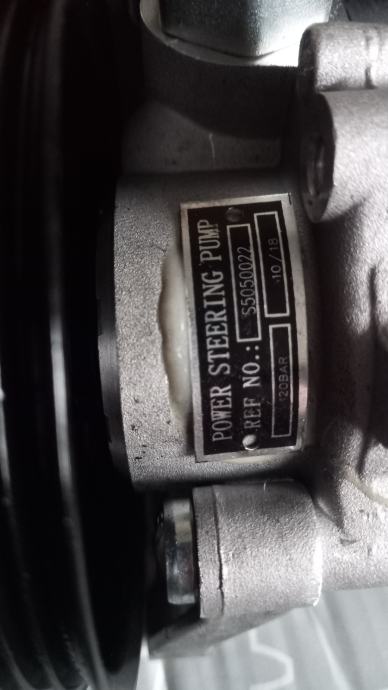 POWER STEERING PUMP
REF NO.: S5050022
120BAR 10/18